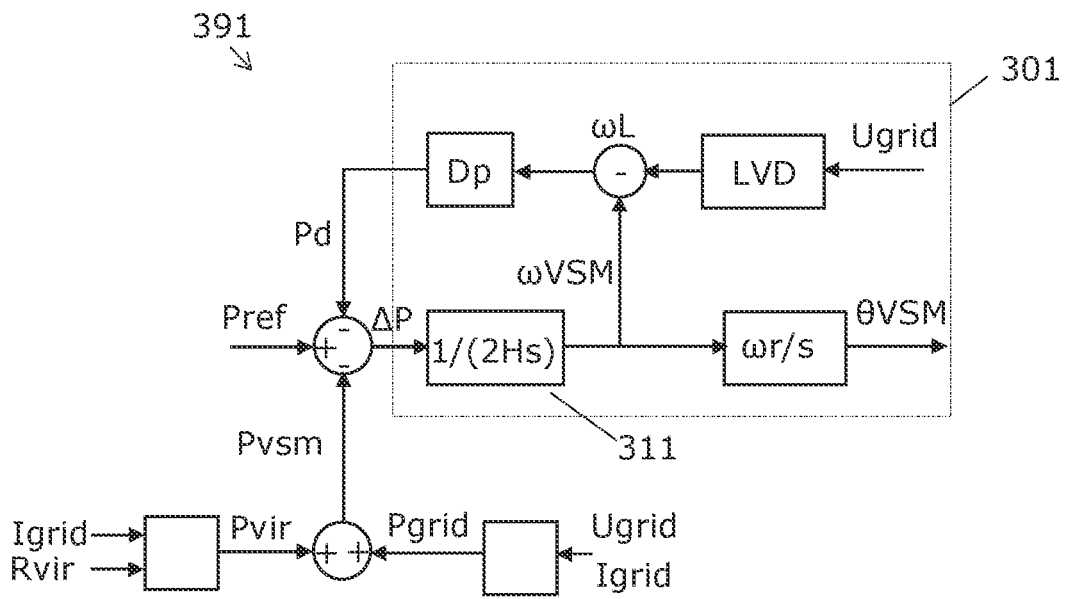 391
301
ωL
Ugrid
Dp
-
LVD
Pd
ωVSM
Pref
ΔP
θVSM
+
-
-
1/(2Hs)
ωr/s
311
Pvsm
Igrid
Rvir
Pvir
+ +
Pgrid
Ugrid
Igrid